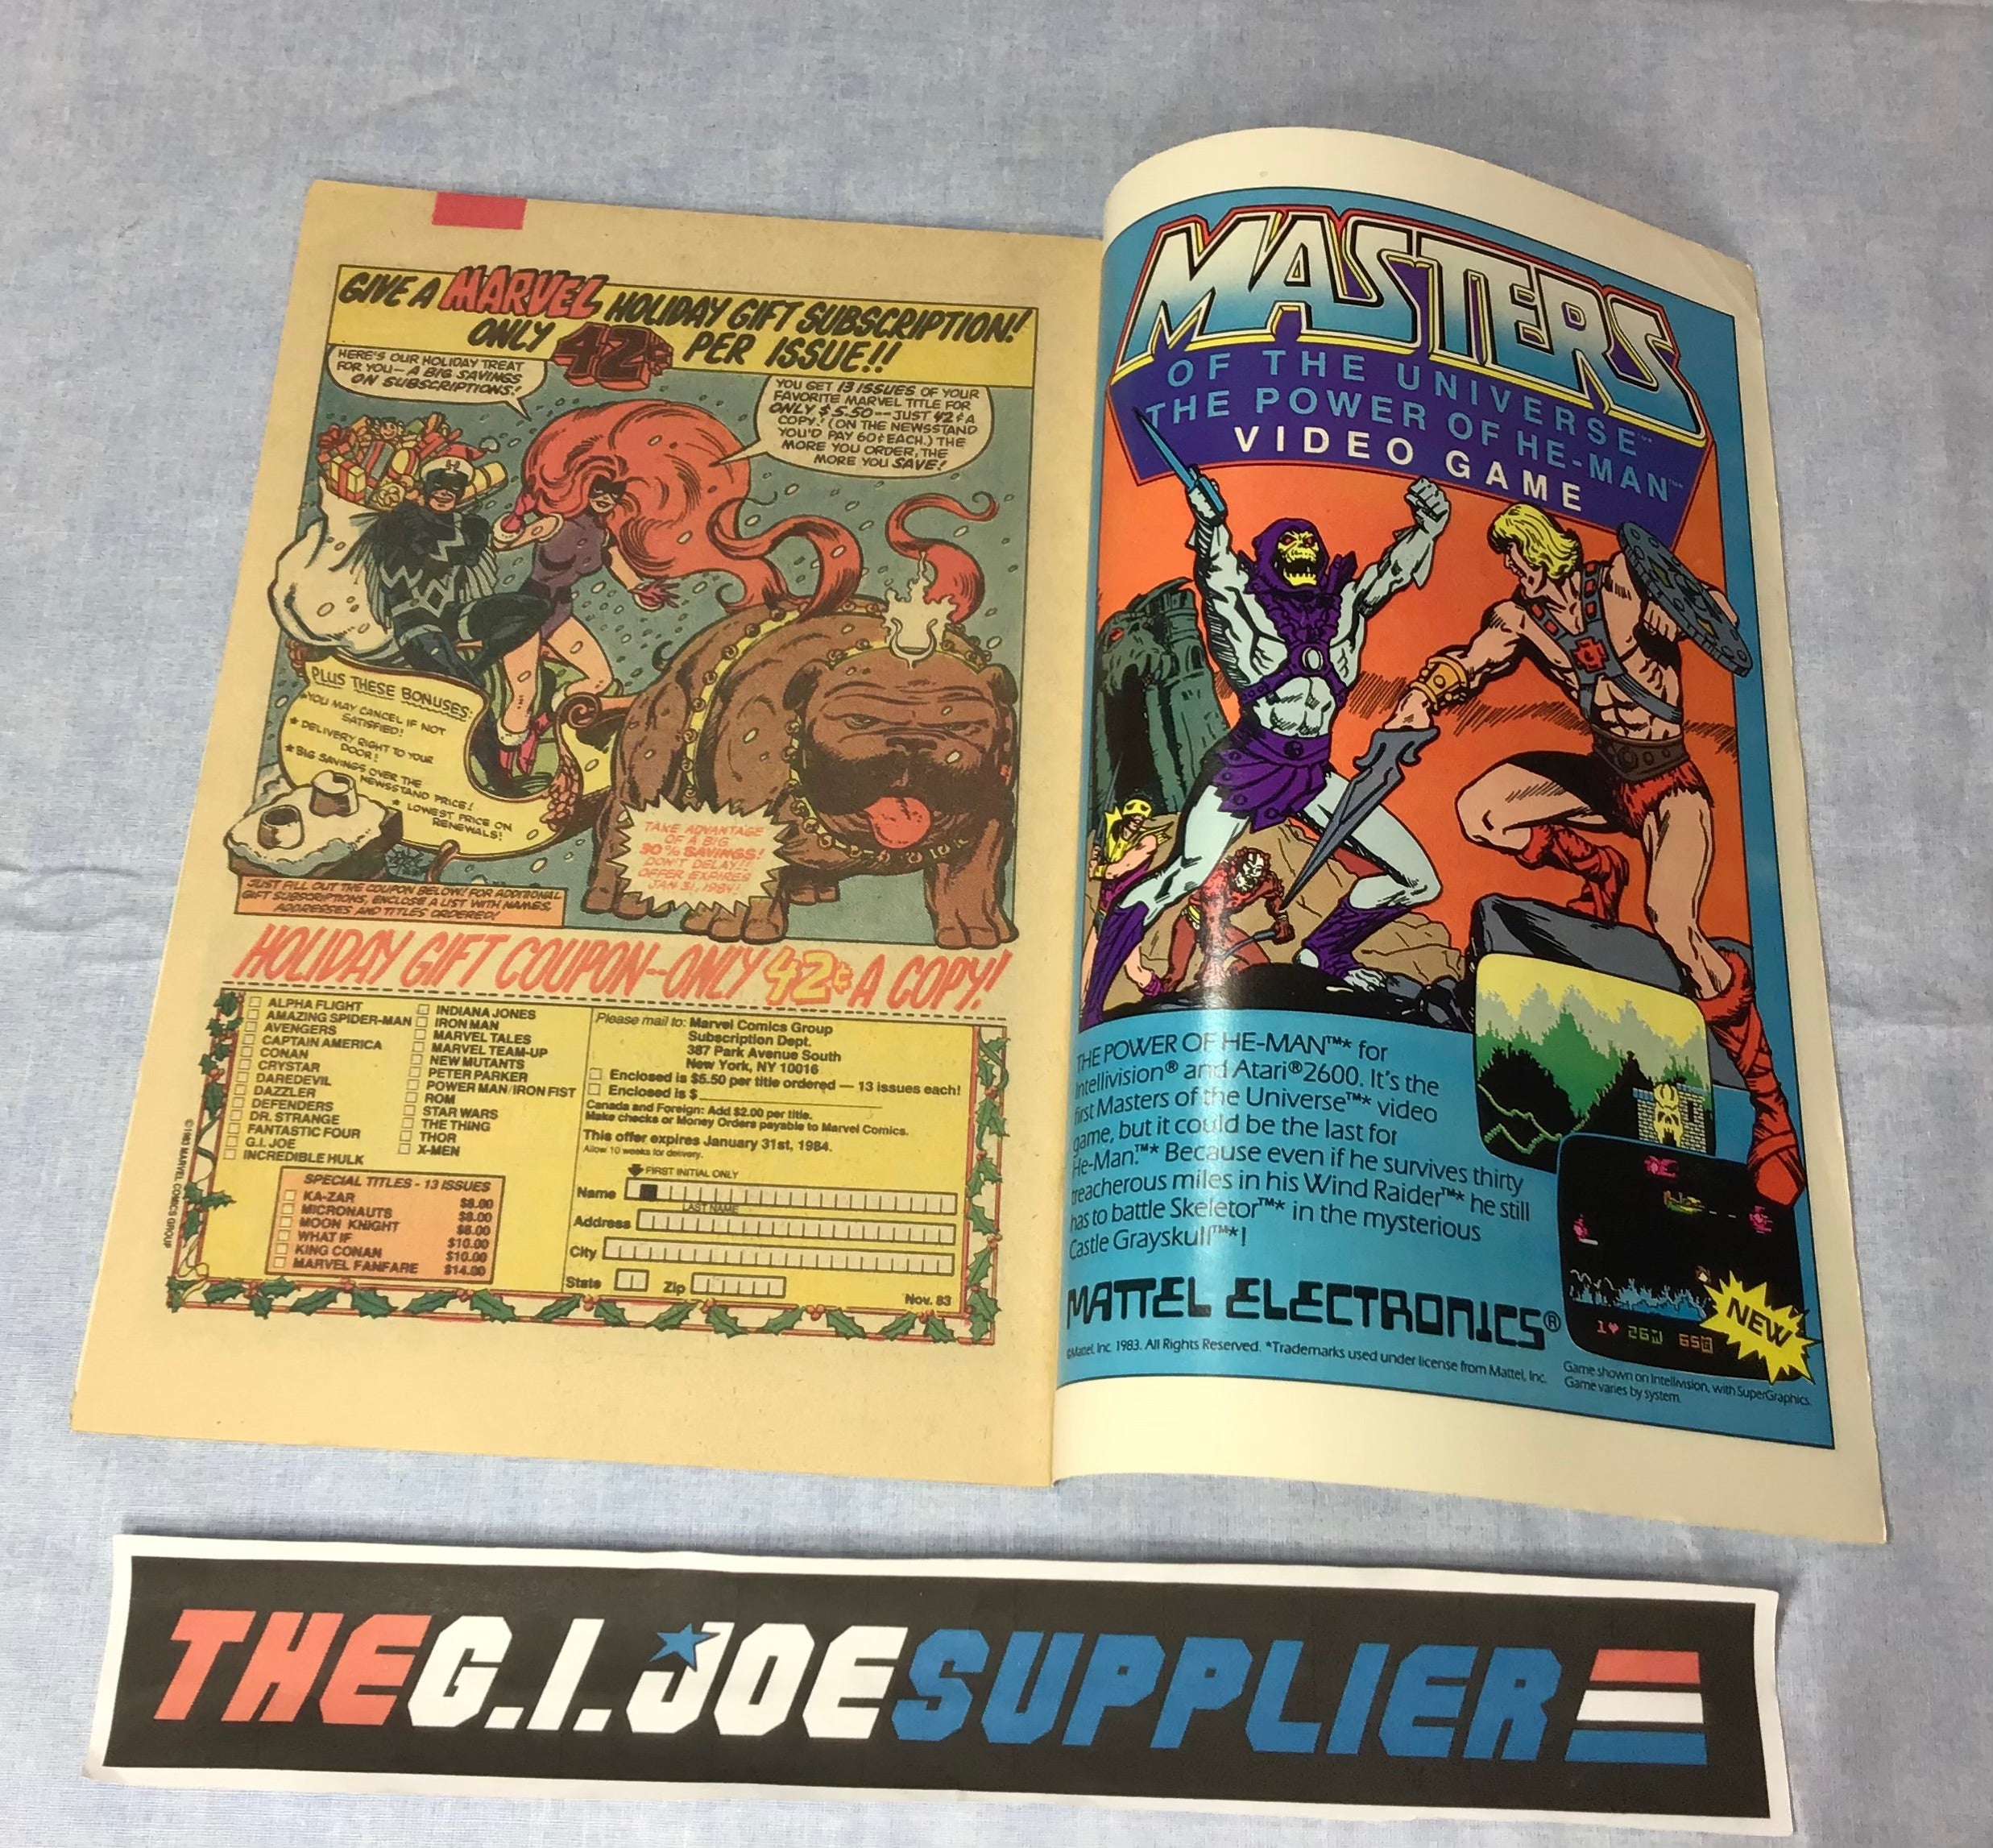 GIVE A MARVEL HOLIDAY GIFT SUBSCRIPTION!
ONLY 42¢ PER ISSUE!!
HERE'S OUR HOLIDAY TREAT
FOR YOU— A BIG SAVINGS
ON SUBSCRIPTIONS!
YOU GET 13 ISSUES OF YOUR
FAVORITE MARVEL TITLE FOR
ONLY $5.50 -- JUST 42¢ A
COPY! (ON THE NEWSSTAND
YOU'D PAY 60¢ EACH.) THE
MORE YOU ORDER, THE
MORE YOU SAVE!
H
PLUS THESE BONUSES:
*YOU MAY CANCEL IF NOT
SATISFIED!
* DELIVERY RIGHT TO YOUR
DOOR!
* BIG SAVINGS OVER THE
NEWSSTAND PRICE!
* LOWEST PRICE ON
RENEWALS!
TAKE ADVANTAGE
OF A BIG
30% SAVINGS!
DON'T DELAY!
OFFER EXPIRES
JAN 31, 1984!
JUST FILL OUT THE COUPON BELOW! FOR ADDITIONAL
GIFT SUBSCRIPTIONS, ENCLOSE A LIST WITH NAMES,
ADDRESSES AND TITLES ORDERED!
HOLIDAY GIFT COUPON--ONLY 42¢ A COPY!
ALPHA FLIGHT
AMAZING SPIDER-MAN
AVENGERS
CAPTAIN AMERICA
CONAN
CRYSTAR
DAREDEVIL
DAZZLER
DEFENDERS
DR. STRANGE
FANTASTIC FOUR
G.I. JOE
INCREDIBLE HULK
INDIANA JONES
IRON MAN
MARVEL TALES
MARVEL TEAM-UP
NEW MUTANTS
PETER PARKER
POWER MAN/IRON FIST
ROM
STAR WARS
THE THING
THOR
X-MEN
SPECIAL TITLES - 13 ISSUES
KA-ZAR $8.00
MICRONAUTS $8.00
MOON KNIGHT $8.00
WHAT IF $10.00
KING CONAN $10.00
MARVEL FANFARE $14.00
Please mail to: Marvel Comics Group
Subscription Dept.
387 Park Avenue South
New York, NY 10016
Enclosed is $5.50 per title ordered — 13 issues each!
Enclosed is $
Canada and Foreign: Add $2.00 per title.
Make checks or Money Orders payable to Marvel Comics.
This offer expires January 31st, 1984.
Allow 10 weeks for delivery.
FIRST INITIAL ONLY
Name
LAST NAME
Address
City
State Zip
Nov. 83
©1983 MARVEL COMICS GROUP
MASTERS
OF THE UNIVERSE™
THE POWER OF HE-MAN™
VIDEO GAME
THE POWER OF HE-MAN™* for
Intellivision® and Atari®2600. It's the
first Masters of the Universe™* video
game, but it could be the last for
He-Man.™* Because even if he survives thirty
treacherous miles in his Wind Raider™* he still
has to battle Skeletor™* in the mysterious
Castle Grayskull™*!
MATTEL ELECTRONICS®
NEW
©Mattel, Inc. 1983. All Rights Reserved. *Trademarks used under license from Mattel, Inc.
Game shown on Intellivision, with SuperGraphics.
Game varies by system.
THEG.I.JOESUPPLIER